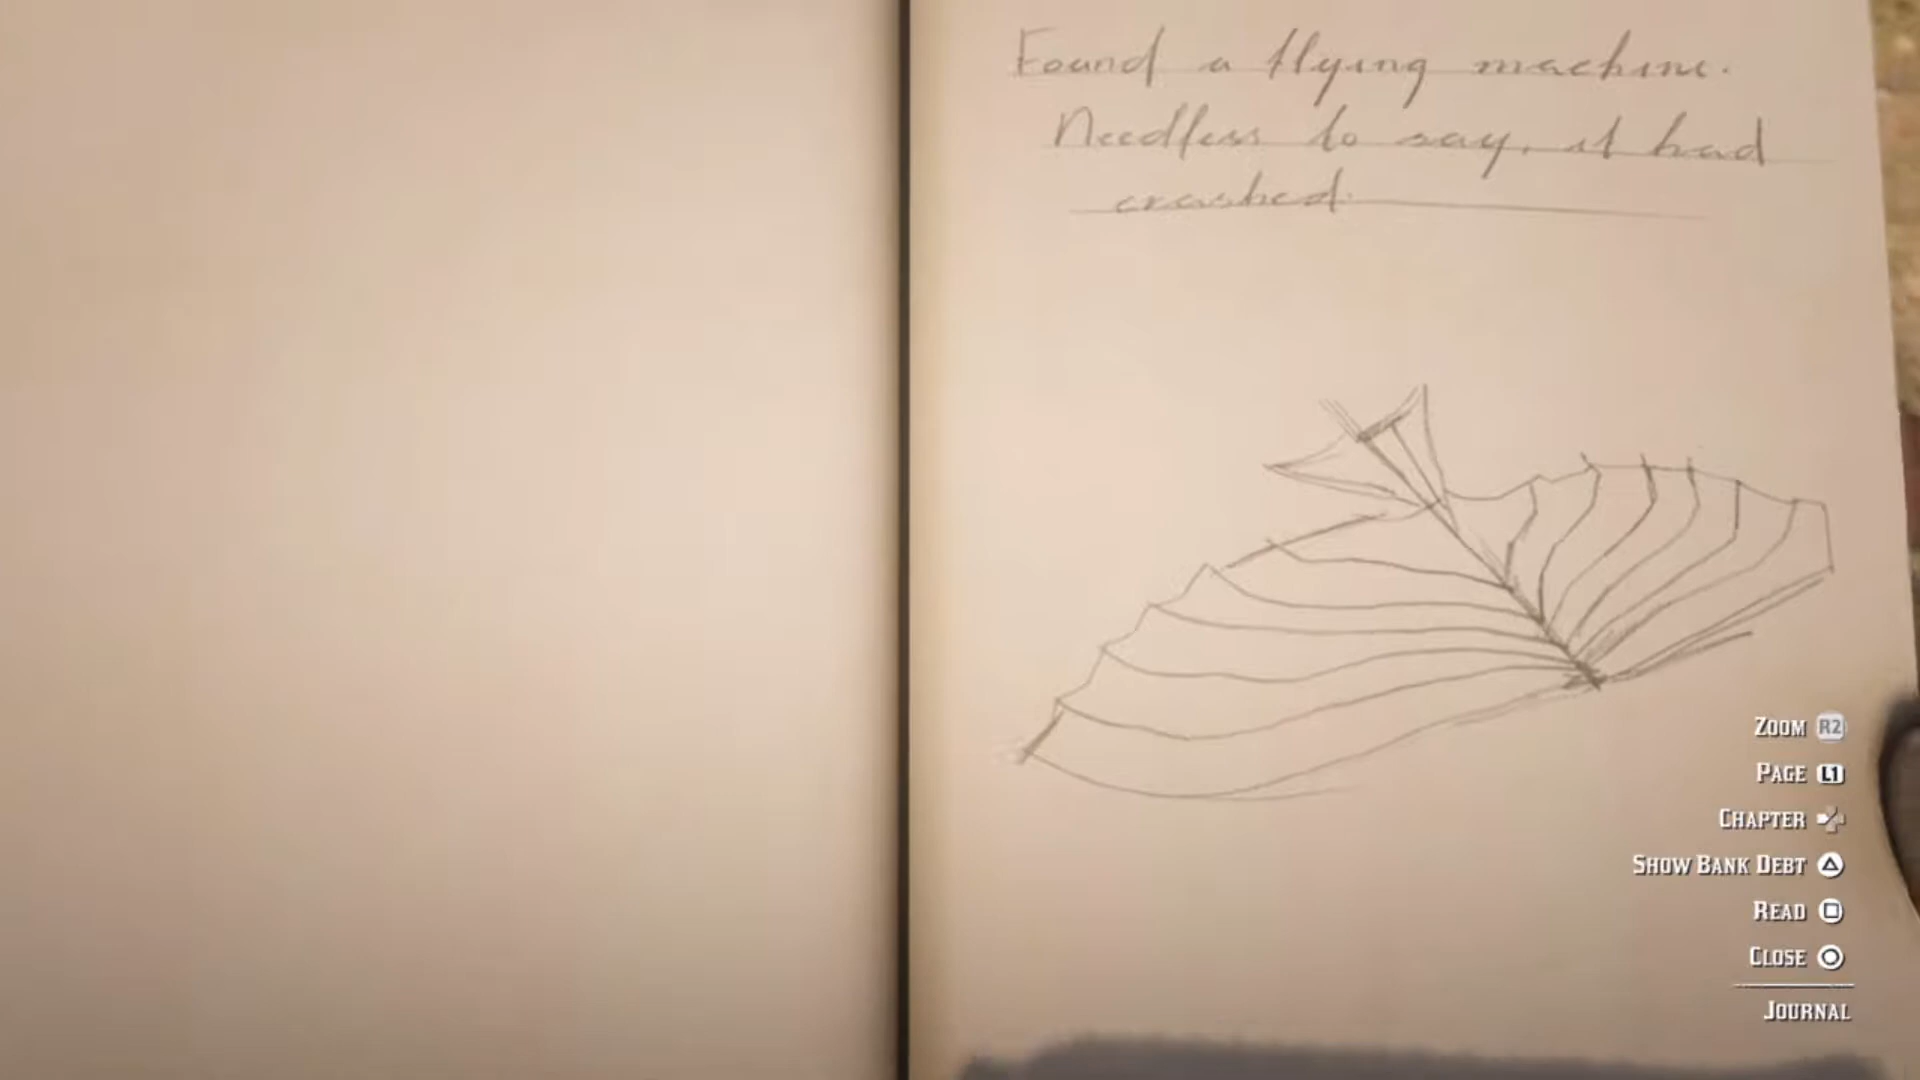 Found a flying machine.
Needless to say, it had
crashed.
ZOOM R2
PAGE L1
CHAPTER
SHOW BANK DEBT
READ
CLOSE
JOURNAL